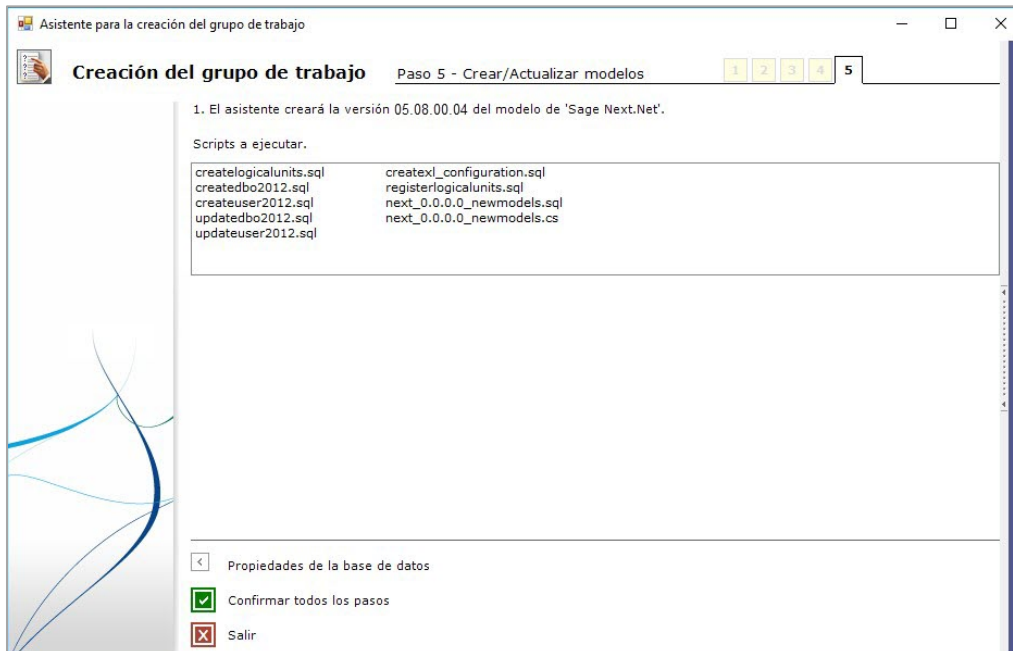 Asistente para la creación del grupo de trabajo
Creación del grupo de trabajo
Paso 5 - Crear/Actualizar modelos
1 2 3 4 5
1. El asistente creará la versión 05.08.00.04 del modelo de 'Sage Next.Net'.
Scripts a ejecutar.
createlogicalunits.sql createxl_configuration.sql
createdbo2012.sql registerlogicalunits.sql
createuser2012.sql next_0.0.0.0_newmodels.sql
updatedbo2012.sql next_0.0.0.0_newmodels.cs
updateuser2012.sql
Propiedades de la base de datos
Confirmar todos los pasos
Salir